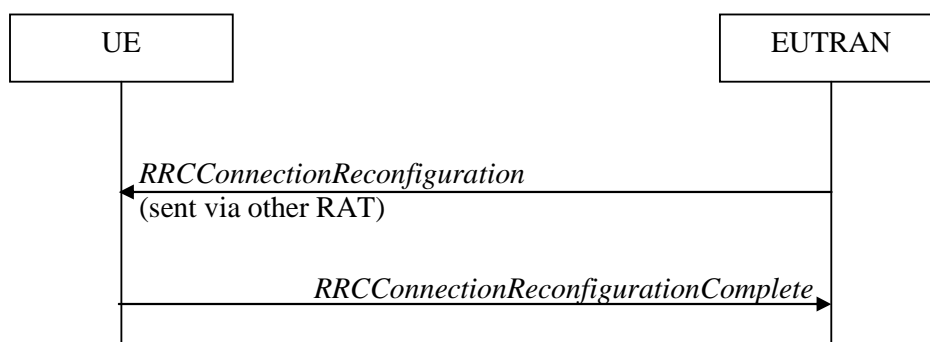 UE
EUTRAN
RRCConnectionReconfiguration
(sent via other RAT)
RRCConnectionReconfigurationComplete